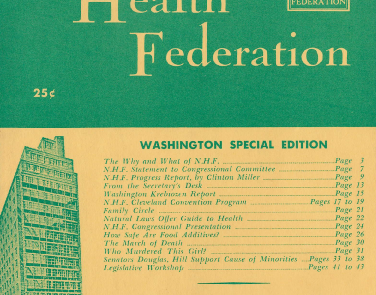 Health
FEDERATION
Federation
25¢
WASHINGTON SPECIAL EDITION
The Why and What of N.H.F. Page 3
N.H.F. Statement to Congressional Committee Page 7
N.H.F. Progress Report, by Clinton Miller Page 9
From the Secretary's Desk Page 13
Washington Krebiozen Report Page 15
N.H.F. Cleveland Convention Program Pages 17 to 19
Family Circle Page 21
Natural Laws Offer Guide to Health Page 22
N.H.F. Congressional Presentation Page 24
How Safe Are Food Additives? Page 26
The March of Death Page 30
Who Murdered This Girl? Page 31
Senators Douglas, Hill Support Cause of Minorities Pages 33 to 38
Legislative Workshop Pages 41 to 43